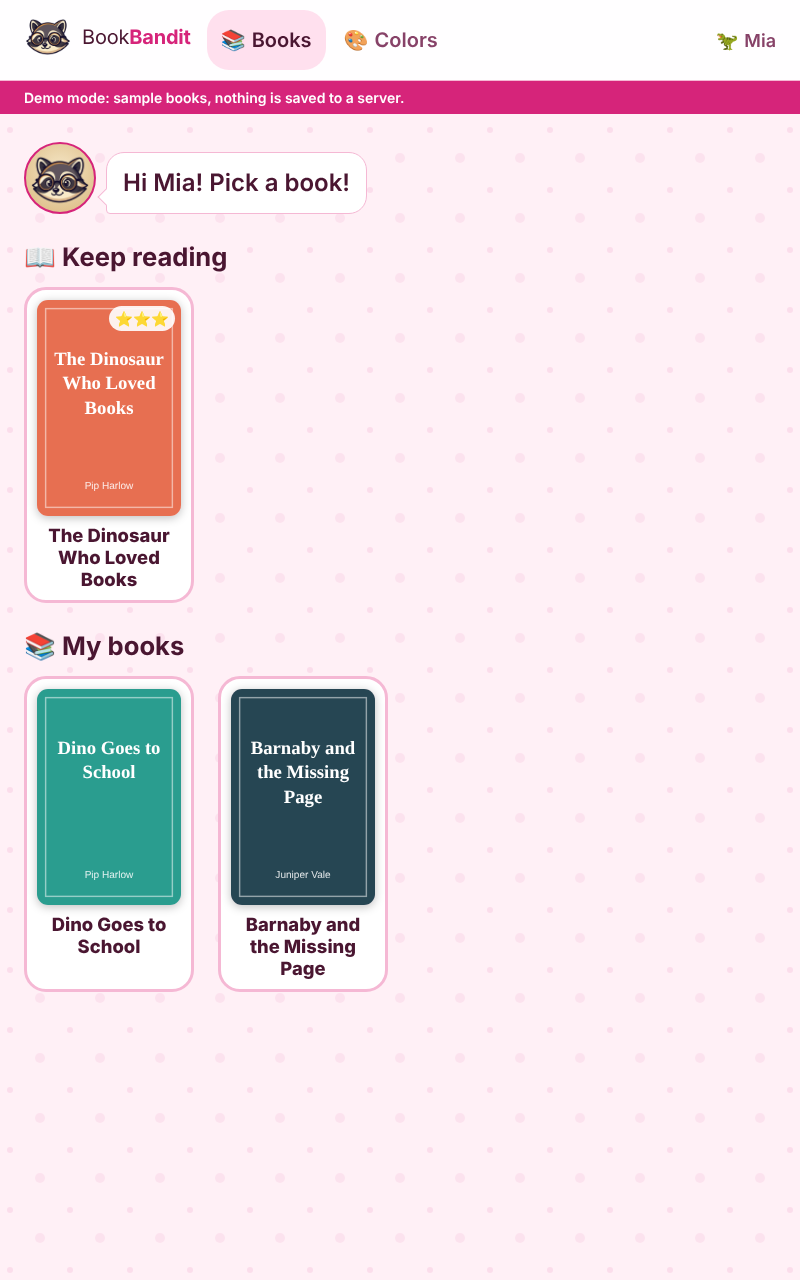 BookBandit
📚 Books
🎨 Colors
🦖 Mia
Demo mode: sample books, nothing is saved to a server.
Hi Mia! Pick a book!
📖 Keep reading
⭐⭐⭐
The Dinosaur
Who Loved
Books
Pip Harlow
The Dinosaur
Who Loved
Books
📚 My books
Dino Goes to
School
Pip Harlow
Dino Goes to
School
Barnaby and
the Missing
Page
Juniper Vale
Barnaby and
the Missing
Page